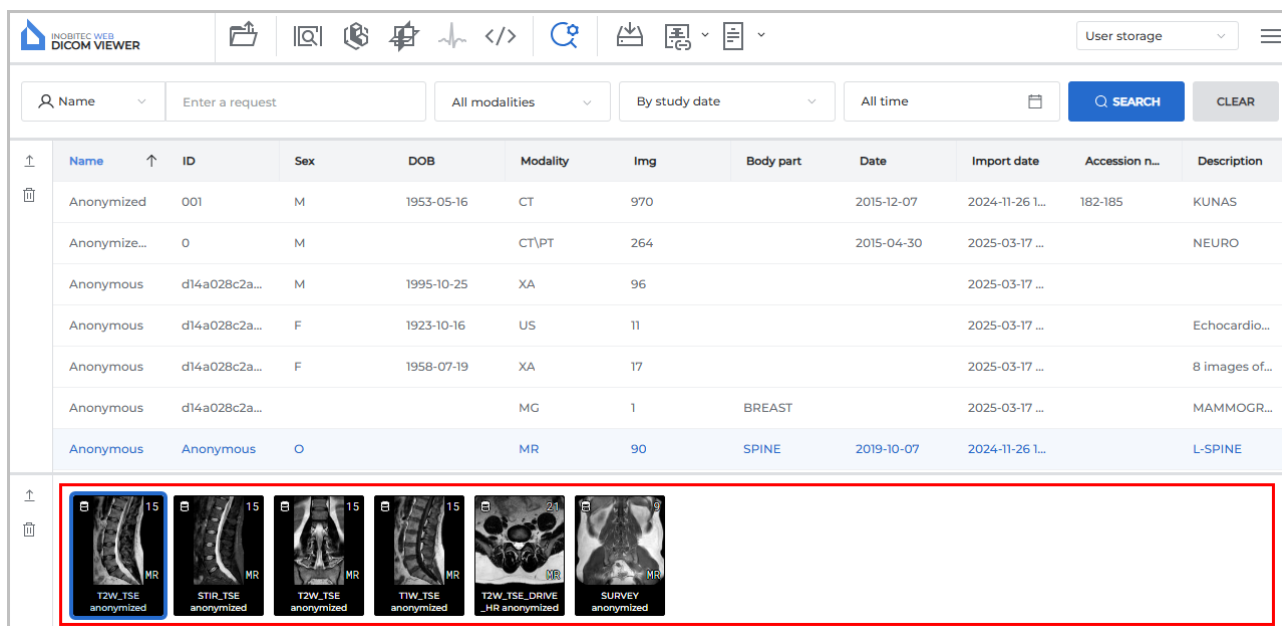 INOBITEC WEB
DICOM VIEWER
User storage
Name
Enter a request
All modalities
By study date
All time
SEARCH
CLEAR
Name ID Sex DOB Modality Img Body part Date Import date Accession n... Description
Anonymized 001 M 1953-05-16 CT 970 2015-12-07 2024-11-26 1... 182-185 KUNAS
Anonymize... 0 M CT\PT 264 2015-04-30 2025-03-17 ... NEURO
Anonymous d14a028c2a... M 1995-10-25 XA 96 2025-03-17 ...
Anonymous d14a028c2a... F 1923-10-16 US 11 2025-03-17 ... Echocardio...
Anonymous d14a028c2a... F 1958-07-19 XA 17 2025-03-17 ... 8 images of...
Anonymous d14a028c2a... MG 1 BREAST 2025-03-17 ... MAMMOGR...
Anonymous Anonymous O MR 90 SPINE 2019-10-07 2024-11-26 1... L-SPINE
15 15 15 15 21 9
MR MR MR MR MR MR
T2W_TSE
anonymized
STIR_TSE
anonymized
T2W_TSE
anonymized
T1W_TSE
anonymized
T2W_TSE_DRIVE
_HR anonymized
SURVEY
anonymized